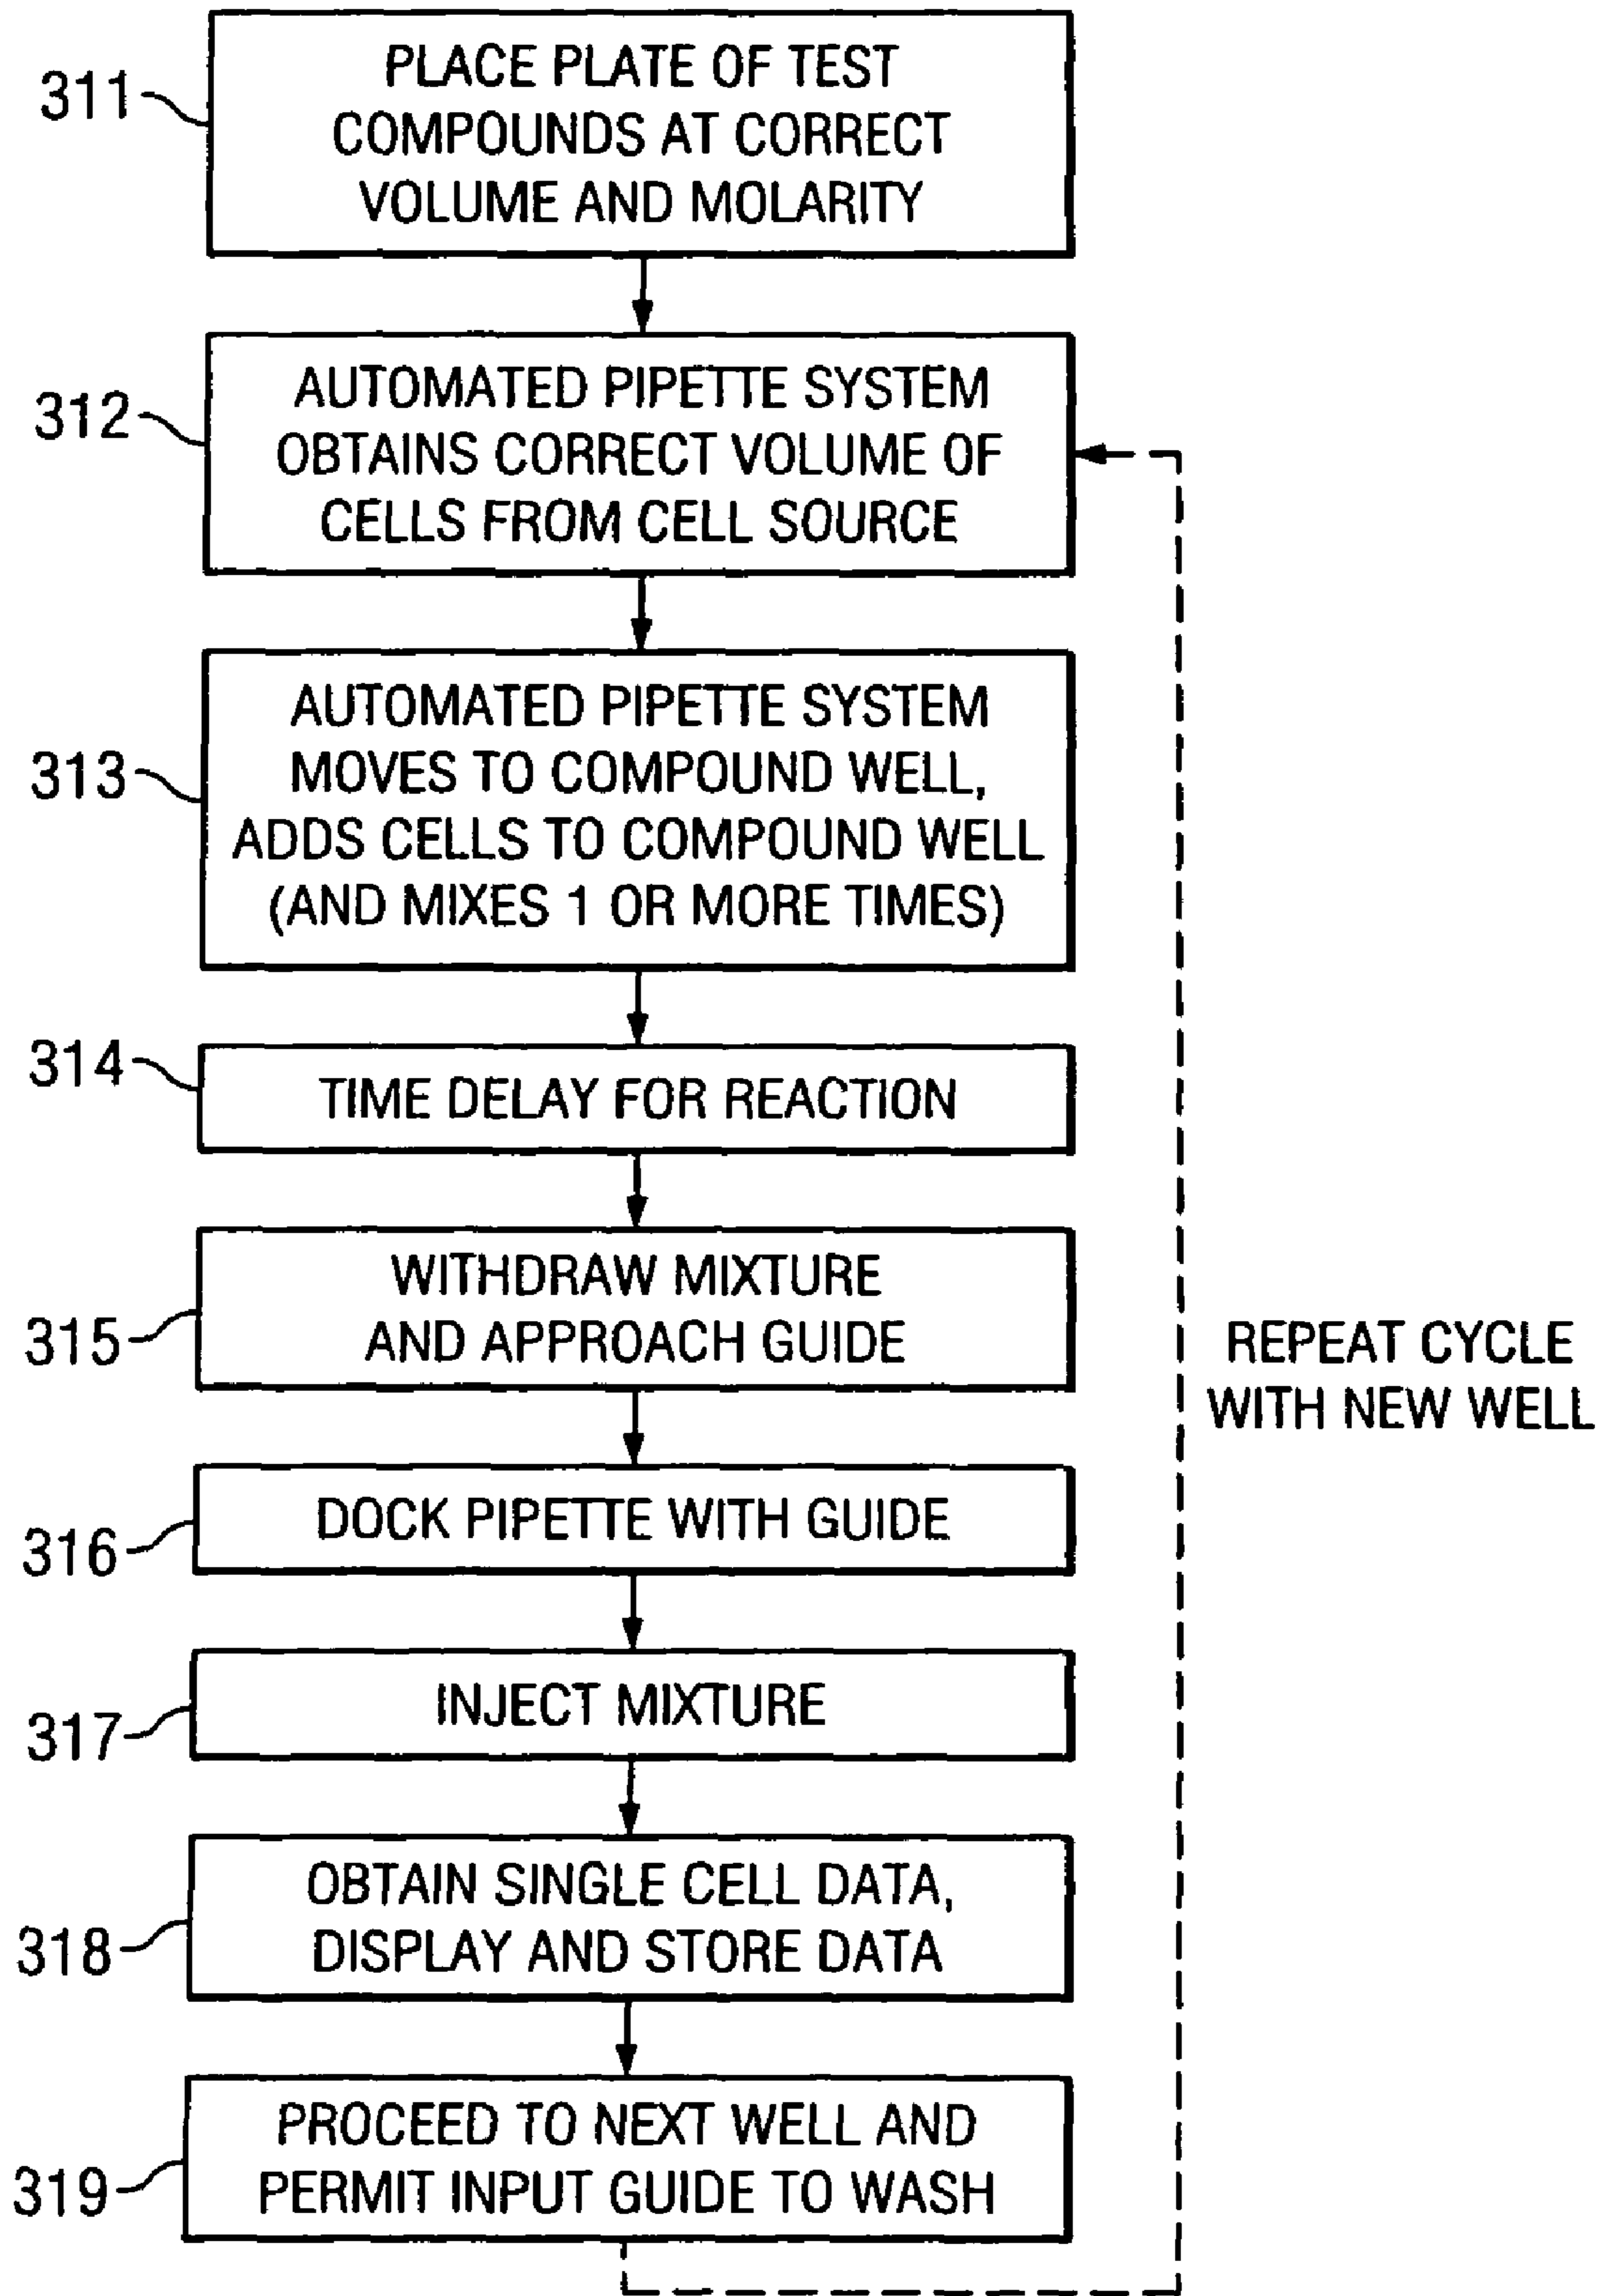 311
PLACE PLATE OF TEST
COMPOUNDS AT CORRECT
VOLUME AND MOLARITY
312
AUTOMATED PIPETTE SYSTEM
OBTAINS CORRECT VOLUME OF
CELLS FROM CELL SOURCE
313
AUTOMATED PIPETTE SYSTEM
MOVES TO COMPOUND WELL,
ADDS CELLS TO COMPOUND WELL
(AND MIXES 1 OR MORE TIMES)
314
TIME DELAY FOR REACTION
315
WITHDRAW MIXTURE
AND APPROACH GUIDE
REPEAT CYCLE
WITH NEW WELL
316
DOCK PIPETTE WITH GUIDE
317
INJECT MIXTURE
318
OBTAIN SINGLE CELL DATA,
DISPLAY AND STORE DATA
319
PROCEED TO NEXT WELL AND
PERMIT INPUT GUIDE TO WASH